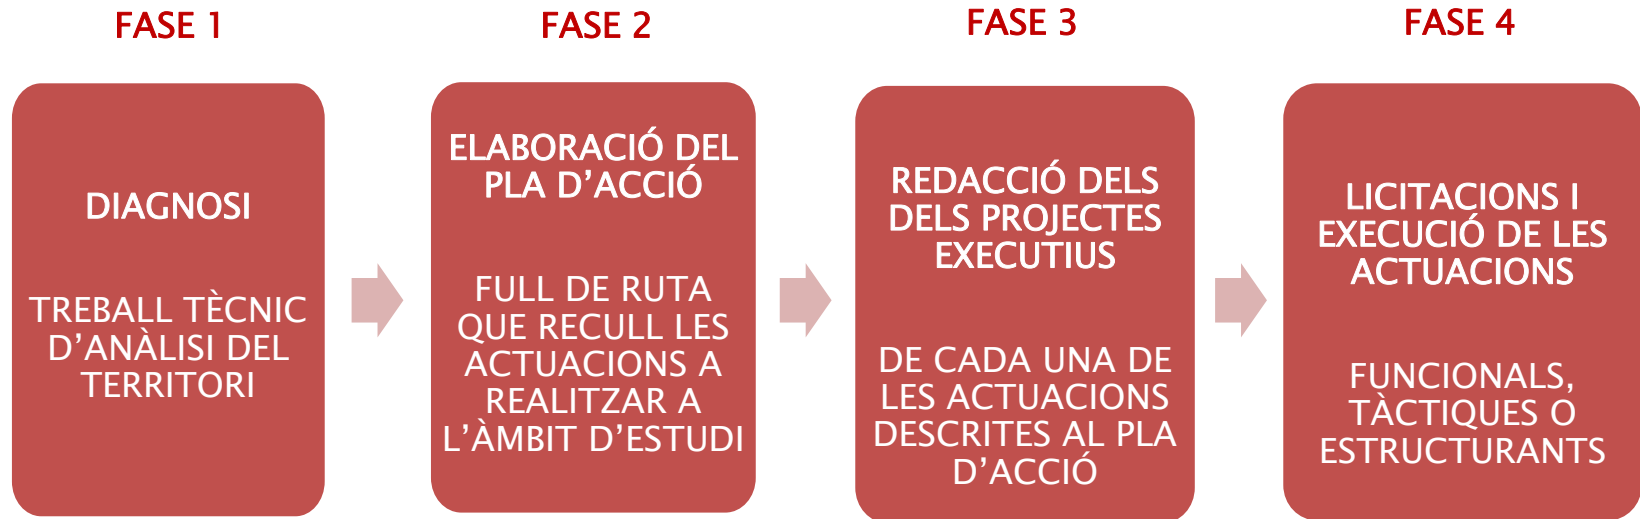 FASE 1
FASE 2
FASE 3
FASE 4
DIAGNOSI
TREBALL TÈCNIC
D’ANÀLISI DEL
TERRITORI
ELABORACIÓ DEL
PLA D’ACCIÓ
FULL DE RUTA
QUE RECULL LES
ACTUACIONS A
REALITZAR A
L’ÀMBIT D’ESTUDI
REDACCIÓ DELS
DELS PROJECTES
EXECUTIUS
DE CADA UNA DE
LES ACTUACIONS
DESCRITES AL PLA
D’ACCIÓ
LICITACIONS I
EXECUCIÓ DE LES
ACTUACIONS
FUNCIONALS,
TÀCTIQUES O
ESTRUCTURANTS